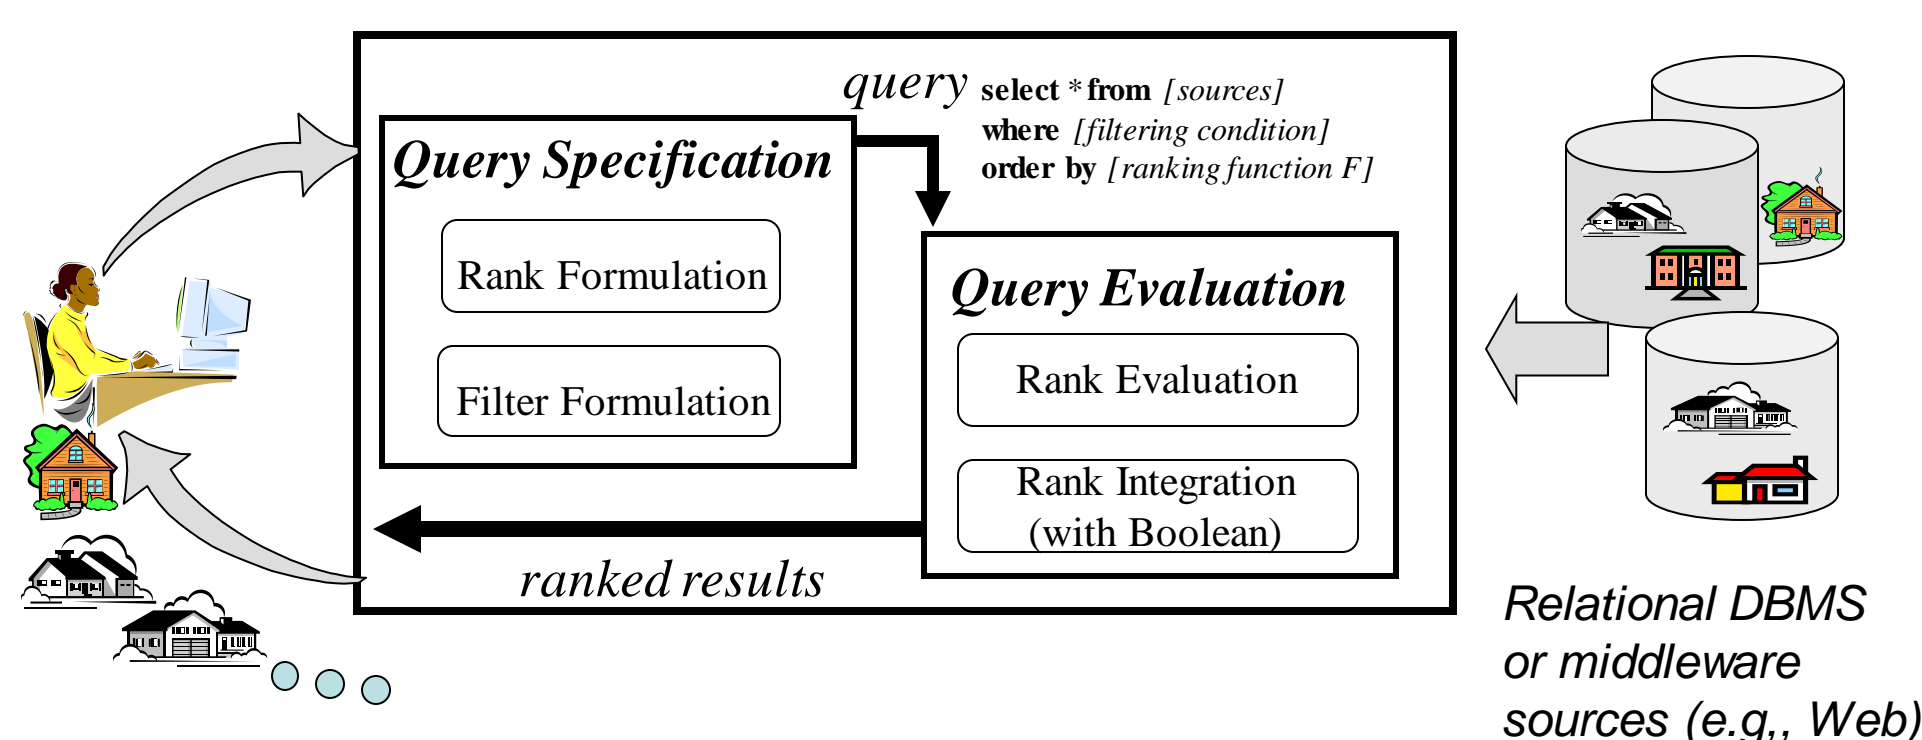 query
select * from [sources]
where [filtering condition]
order by [ranking function F]
Query Specification
Rank Formulation
Filter Formulation
Query Evaluation
Rank Evaluation
Rank Integration
(with Boolean)
ranked results
Relational DBMS
or middleware
sources (e.g,, Web)